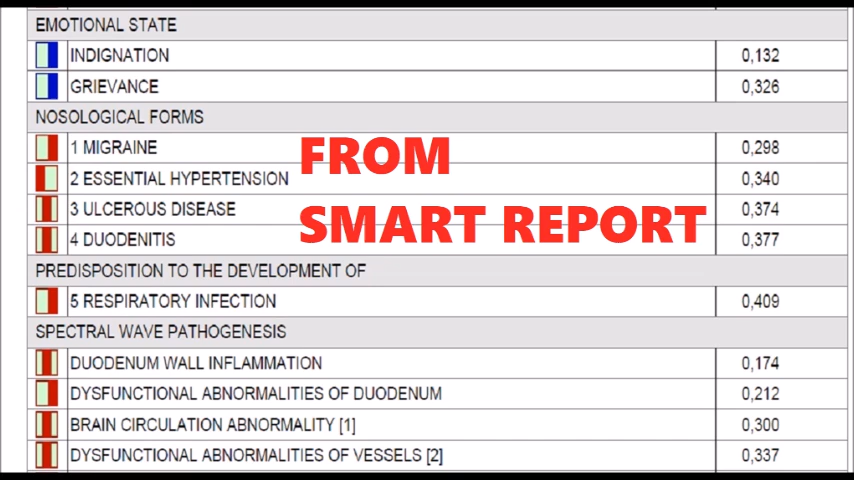 EMOTIONAL STATE
INDIGNATION 0,132
GRIEVANCE 0,326
NOSOLOGICAL FORMS
1 MIGRAINE 0,298
2 ESSENTIAL HYPERTENSION 0,340
3 ULCEROUS DISEASE 0,374
4 DUODENITIS 0,377
FROM
SMART REPORT
PREDISPOSITION TO THE DEVELOPMENT OF
5 RESPIRATORY INFECTION 0,409
SPECTRAL WAVE PATHOGENESIS
DUODENUM WALL INFLAMMATION 0,174
DYSFUNCTIONAL ABNORMALITIES OF DUODENUM 0,212
BRAIN CIRCULATION ABNORMALITY [1] 0,300
DYSFUNCTIONAL ABNORMALITIES OF VESSELS [2] 0,337